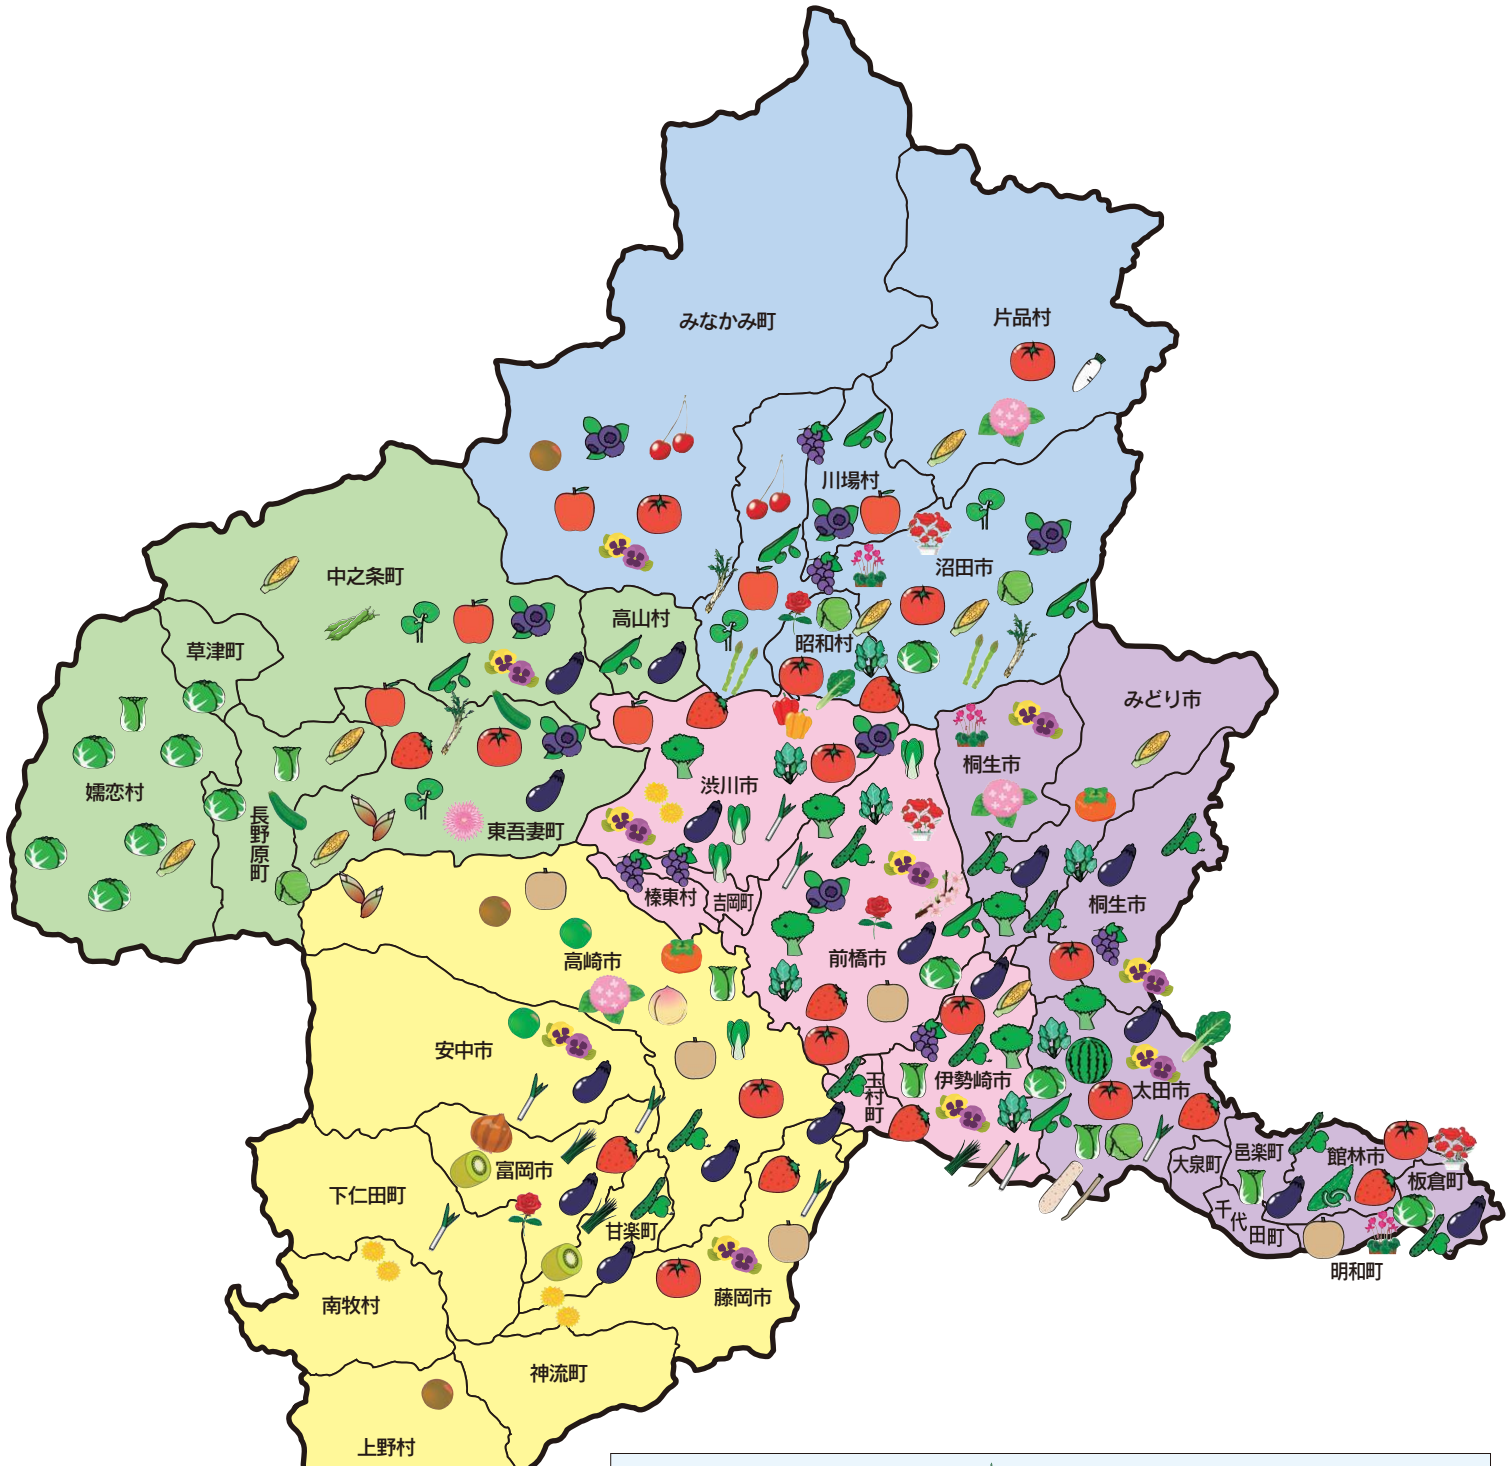 みなかみ町
片品村
川場村
沼田市
昭和村
中之条町
高山村
草津町
嬬恋村
長野原町
東吾妻町
みどり市
桐生市
渋川市
榛東村
吉岡町
前橋市
桐生市
高崎市
安中市
玉村町
伊勢崎市
太田市
富岡市
下仁田町
甘楽町
大泉町
邑楽町
館林市
板倉町
千代田町
明和町
南牧村
藤岡市
神流町
上野村